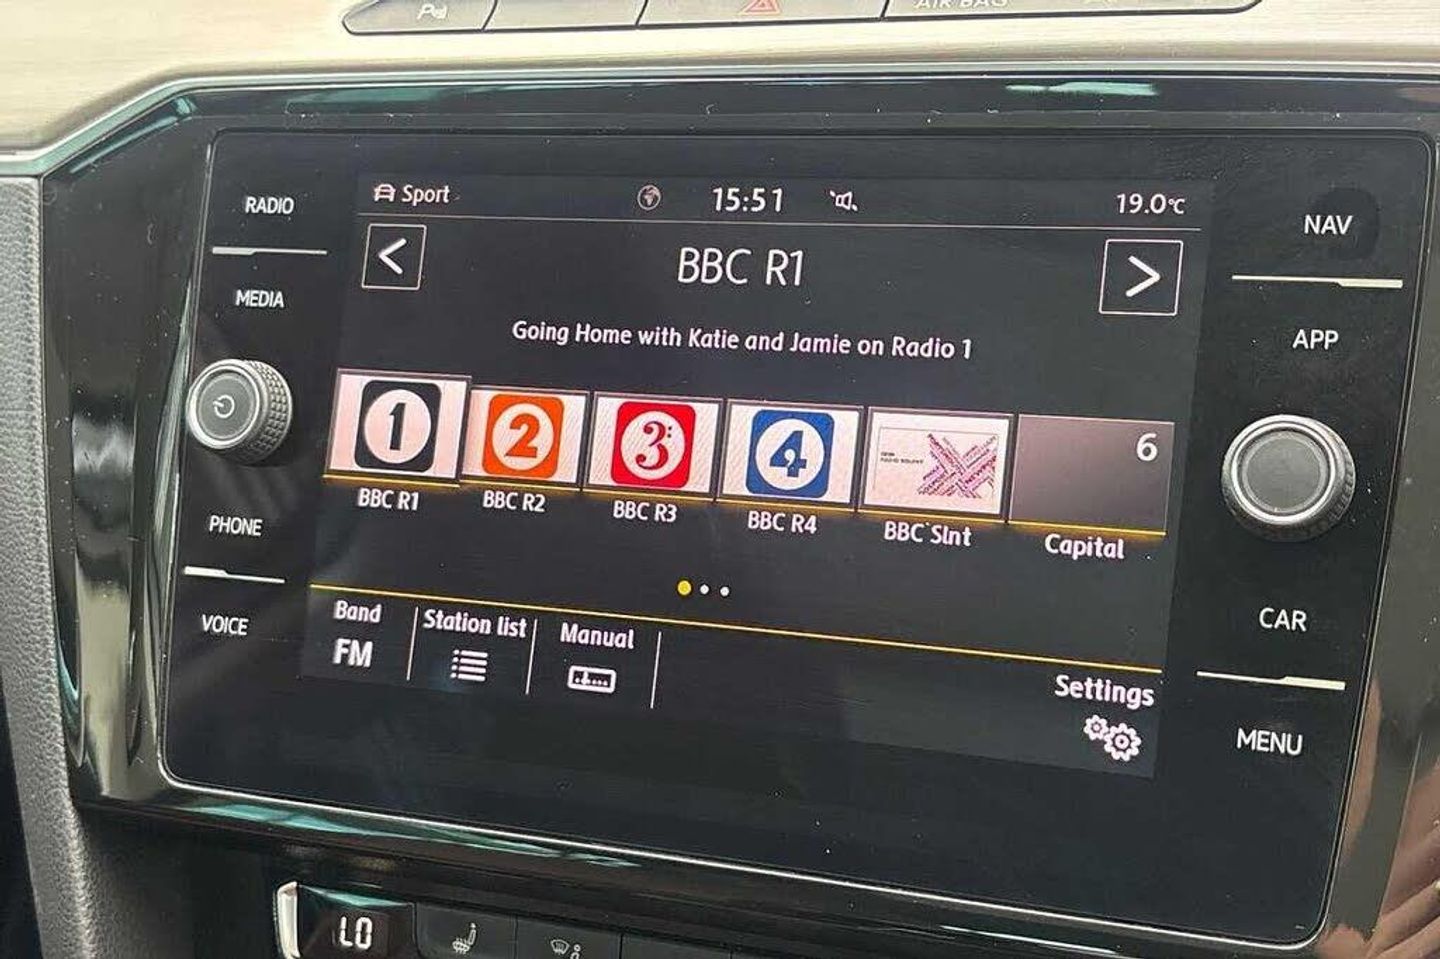 AIR BAG
RADIO
MEDIA
PHONE
VOICE
Sport
15:51
19.0°C
BBC R1
Going Home with Katie and Jamie on Radio 1
1
2
3
4
6
BBC R1
BBC R2
BBC R3
BBC R4
BBC Slnt
Capital
Band
FM
Station list
Manual
Settings
NAV
APP
CAR
MENU
LO